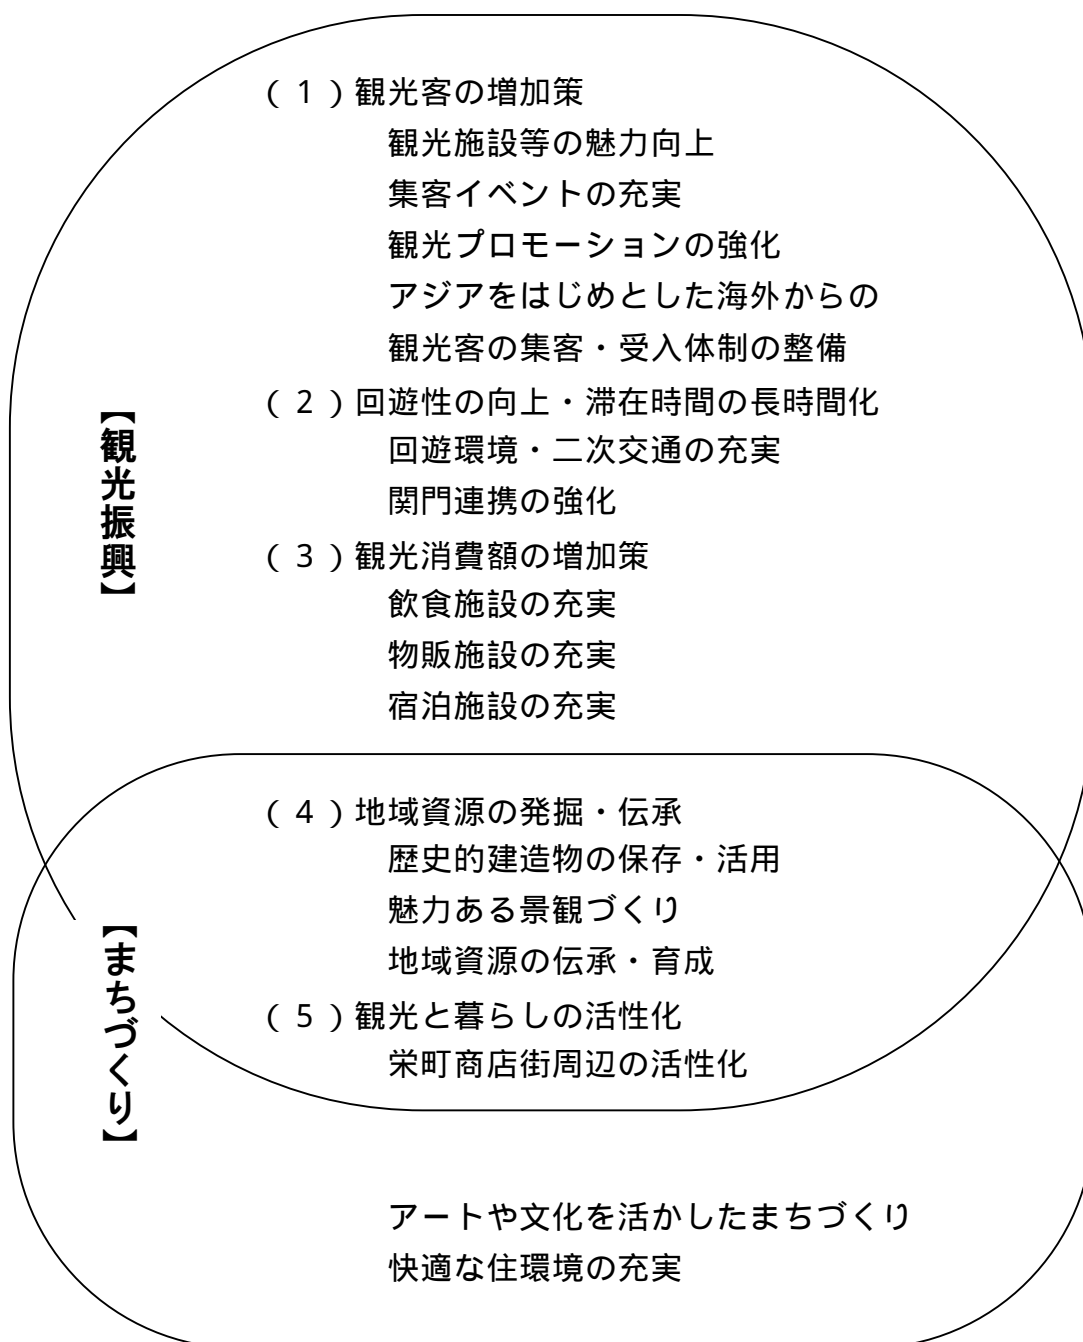 (1)観光客の増加策
観光施設等の魅力向上
集客イベントの充実
観光プロモーションの強化
アジアをはじめとした海外からの
観光客の集客・受入体制の整備
(2)回遊性の向上・滞在時間の長時間化
回遊環境・二次交通の充実
関門連携の強化
(3)観光消費額の増加策
飲食施設の充実
物販施設の充実
宿泊施設の充実
【観光振興】
(4)地域資源の発掘・伝承
歴史的建造物の保存・活用
魅力ある景観づくり
地域資源の伝承・育成
(5)観光と暮らしの活性化
栄町商店街周辺の活性化
【まちづくり】
アートや文化を活かしたまちづくり
快適な住環境の充実